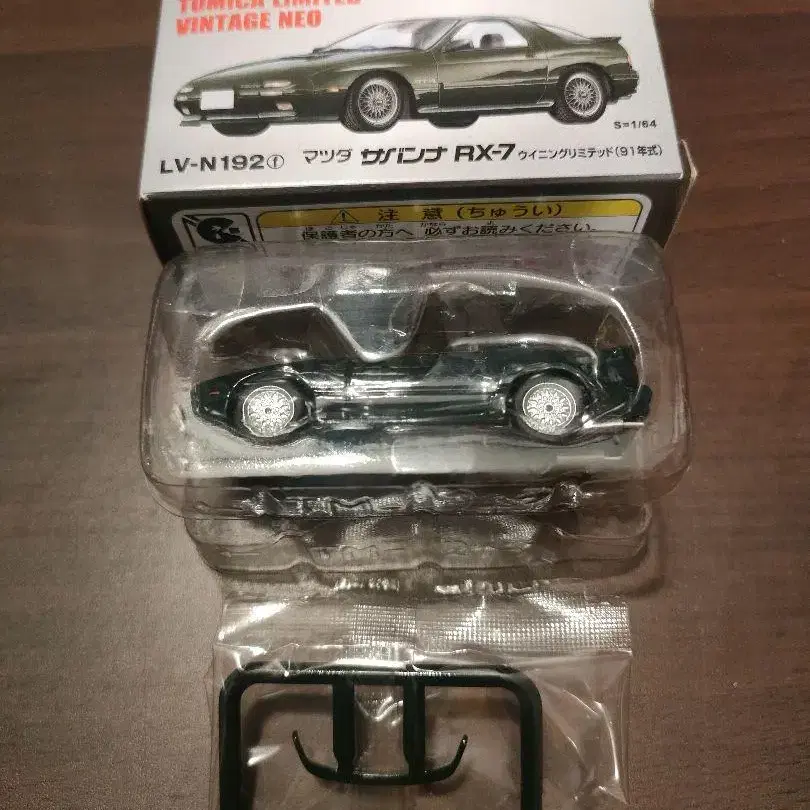 TOMICA LIMITED
VINTAGE NEO
S=1/64
LV-N192ⓕ マツダ サバンナ RX-7 ウイニングリミテッド(91年式)
⚠ 注意(ちゅうい)
保護者の方へ 必ずお読みください。